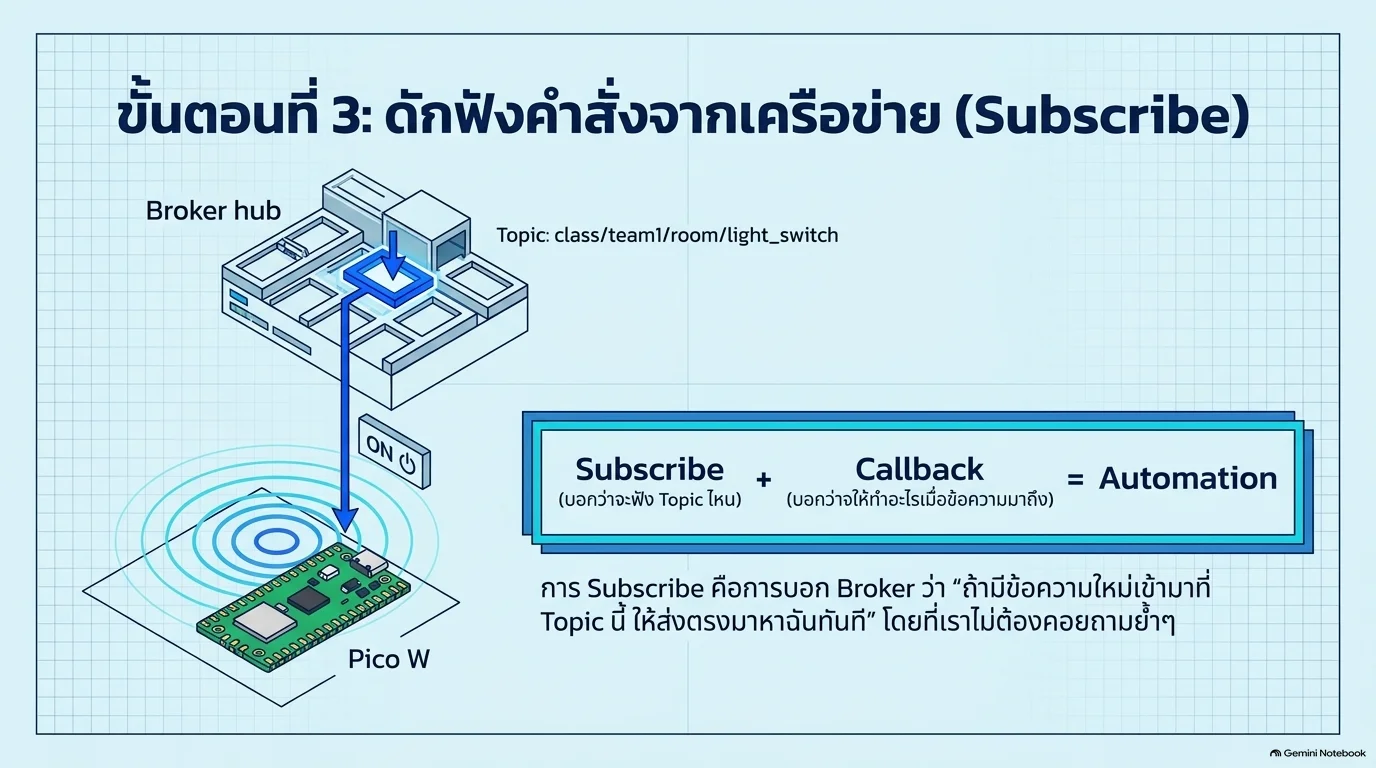 ขั้นตอนที่ 3: ดักฟังคำสั่งจากเครือข่าย (Subscribe)
Broker hub
Topic: class/team1/room/light_switch
ON
Subscribe + Callback = Automation
(บอกว่าจะฟัง Topic ไหน) (บอกว่าจให้ทำอะไรเมื่อข้อความมาถึง)
การ Subscribe คือการบอก Broker ว่า “ถ้ามีข้อความใหม่เข้ามาที่
Topic นี้ ให้ส่งตรงมาหาฉันทันที” โดยที่เราไม่ต้องคอยถามย้ำๆ
Pico W
Gemini Notebook